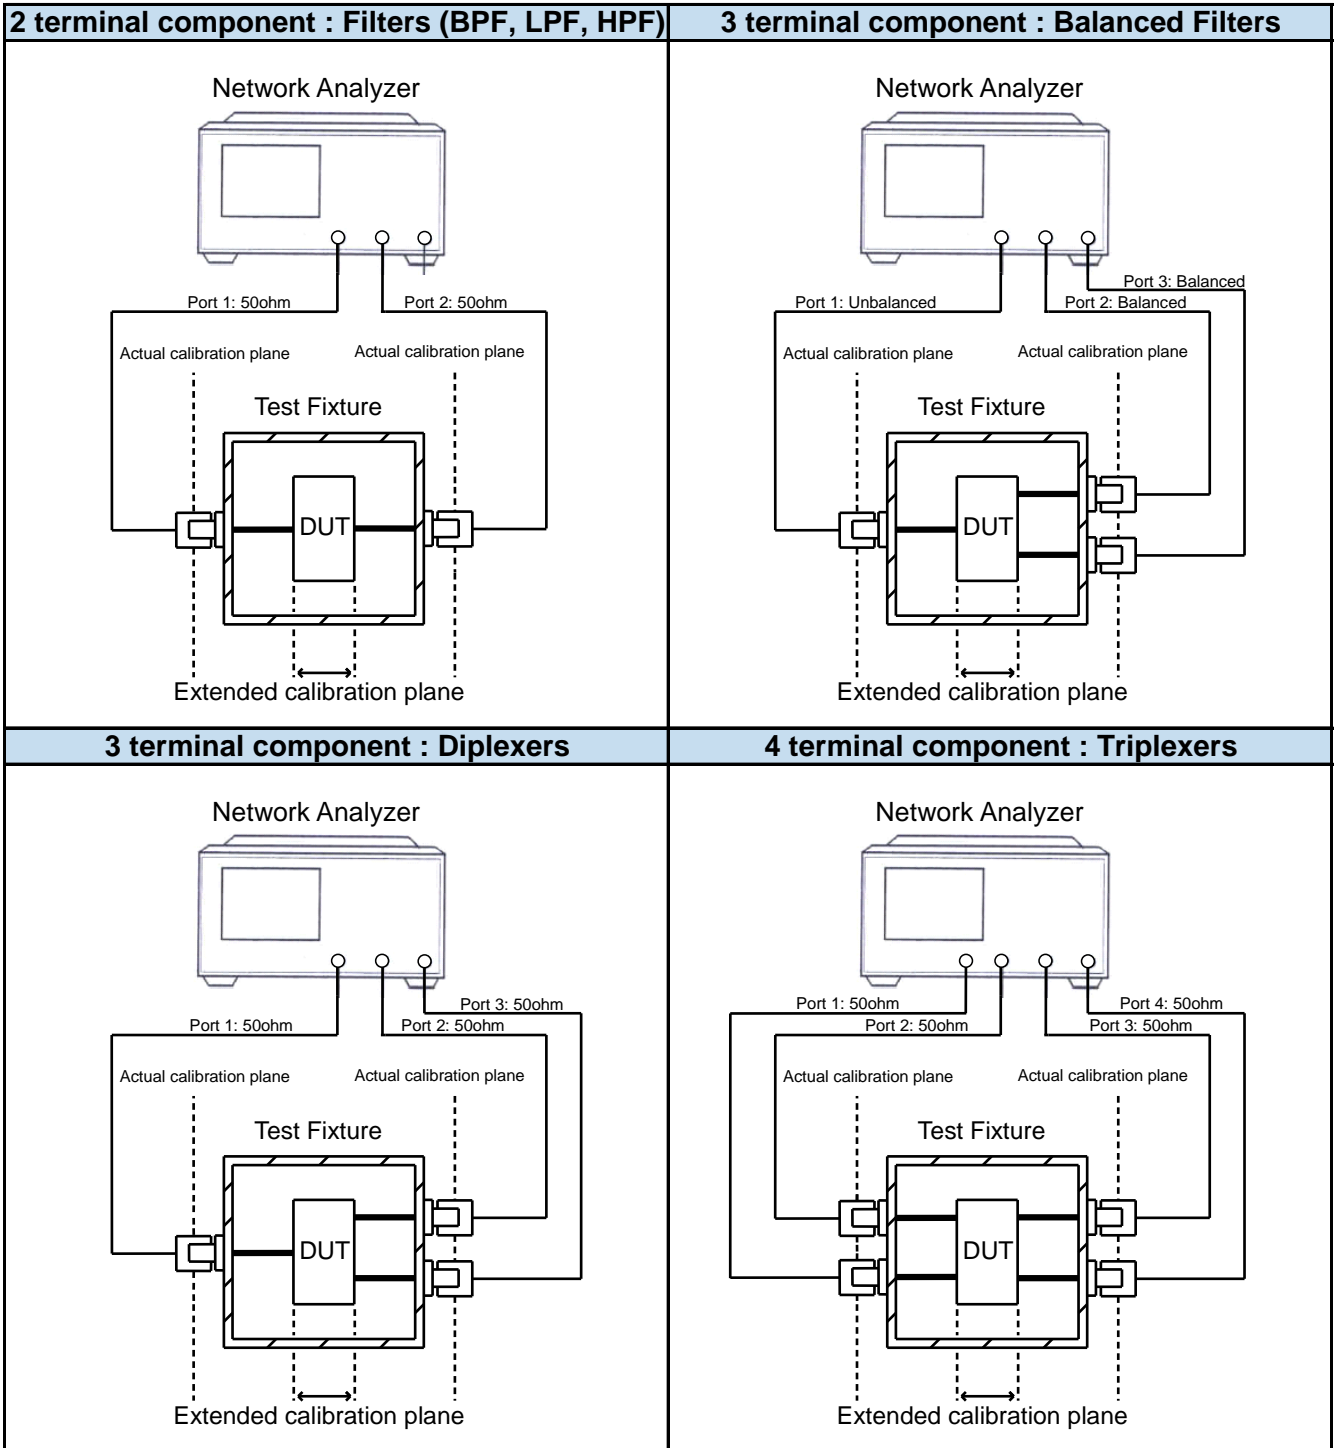 2 terminal component : Filters (BPF, LPF, HPF)
Network Analyzer
Port 1: 50ohm
Port 2: 50ohm
Actual calibration plane
Actual calibration plane
Test Fixture
DUT
Extended calibration plane
3 terminal component : Balanced Filters
Network Analyzer
Port 3: Balanced
Port 1: Unbalanced
Port 2: Balanced
Actual calibration plane
Actual calibration plane
Test Fixture
DUT
Extended calibration plane
3 terminal component : Diplexers
Network Analyzer
Port 3: 50ohm
Port 1: 50ohm
Port 2: 50ohm
Actual calibration plane
Actual calibration plane
Test Fixture
DUT
Extended calibration plane
4 terminal component : Triplexers
Network Analyzer
Port 1: 50ohm
Port 4: 50ohm
Port 2: 50ohm
Port 3: 50ohm
Actual calibration plane
Actual calibration plane
Test Fixture
DUT
Extended calibration plane